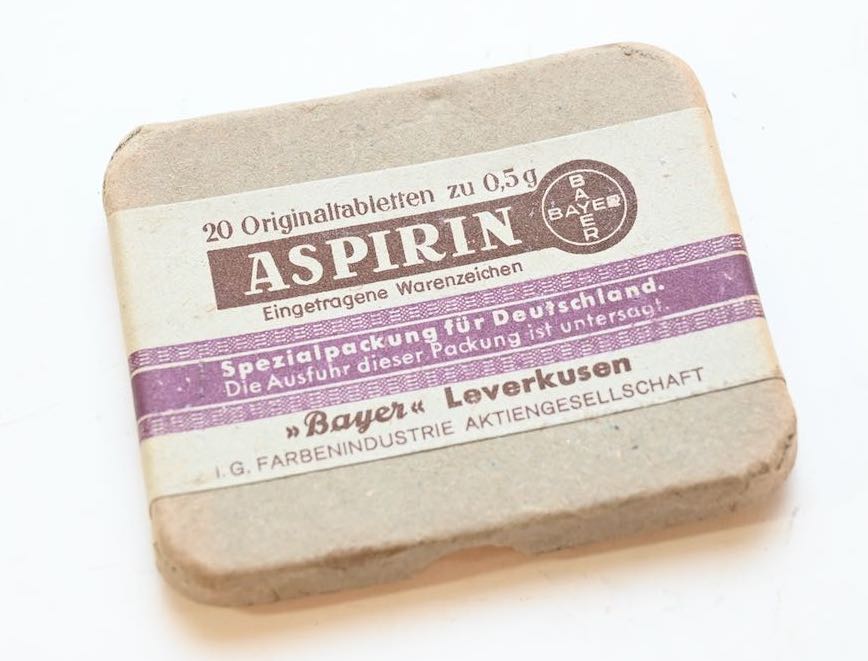 20 Originaltabletten zu 0,5 g
ASPIRIN
BAYER
BAYER
Eingetragene Warenzeichen
Spezialpackung für Deutschland.
Die Ausfuhr dieser Packung ist untersagt.
»Bayer« Leverkusen
I. G. FARBENINDUSTRIE AKTIENGESELLSCHAFT